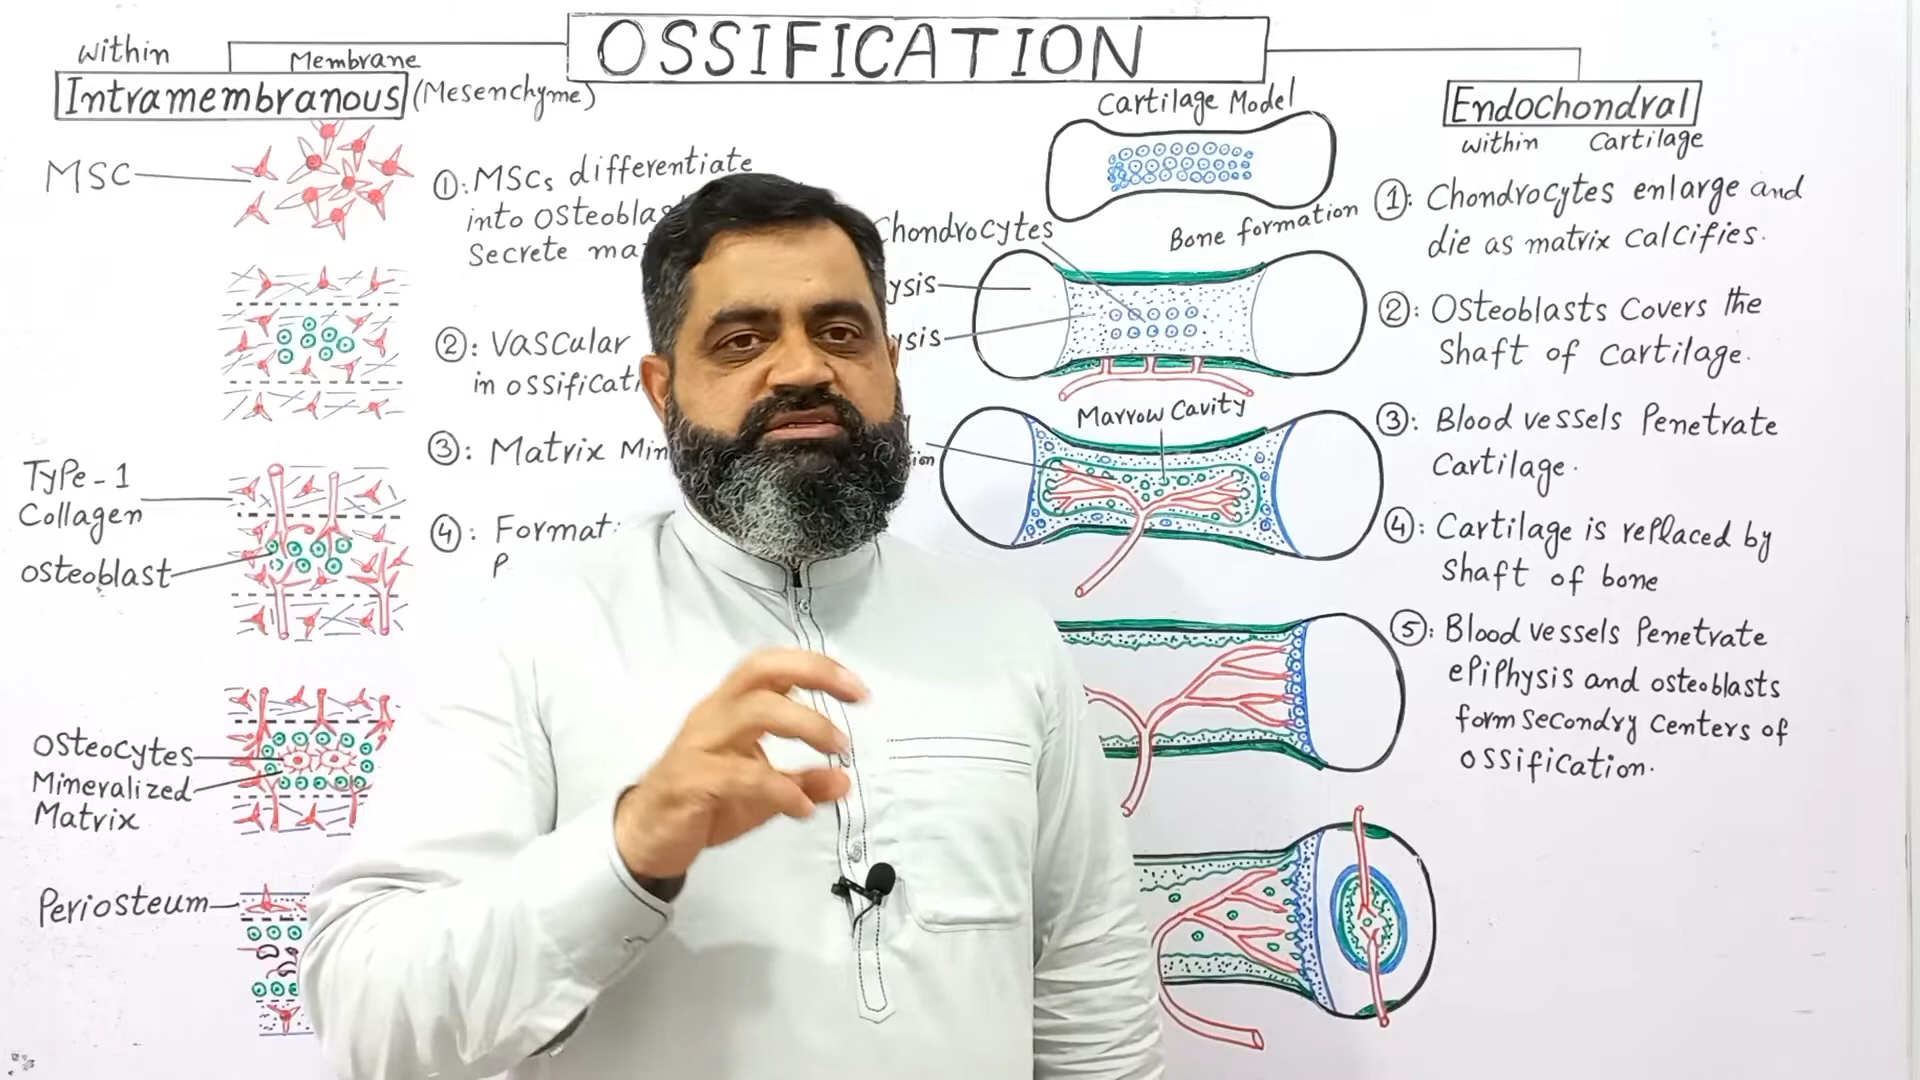 OSSIFICATION
within
Membrane
Intramembranous (Mesenchyme)
MSC
①: MSCs differentiate
into osteobla
Secrete ma
②: Vascular
in ossificati
③: Matrix Min
④: Format
P
Type-1
Collagen
osteoblast
Osteocytes
Mineralized
Matrix
Periosteum
Cartilage Model
Chondrocytes
Bone formation
ysis
ysis
Marrow Cavity
ion
Endochondral
within Cartilage
①: Chondrocytes enlarge and
die as matrix calcifies.
②: Osteoblasts Covers the
Shaft of cartilage.
③: Blood vessels Penetrate
Cartilage.
④: Cartilage is replaced by
Shaft of bone
⑤: Blood vessels Penetrate
epiphysis and osteoblasts
form secondry centers of
ossification.